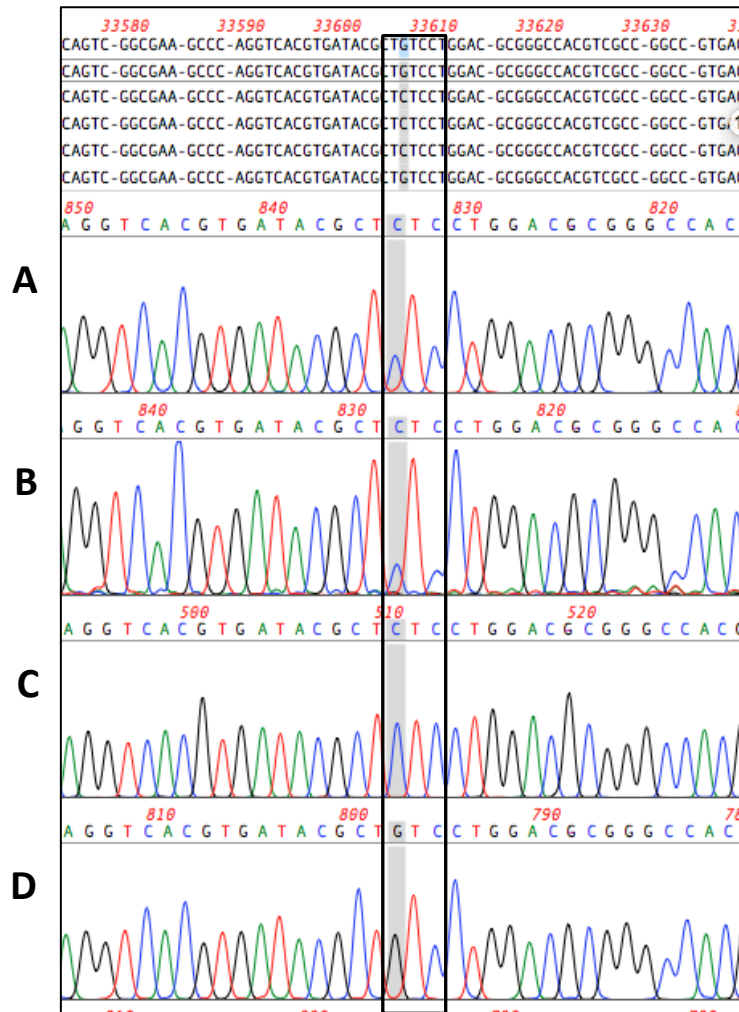 33580 33590 33600 33610 33620 33630
CAGTC-GGCGAA-GCCC-AGGTCACGTGATACGCTGTCCTGGAC-GCGGGCCACGTCGCC-GGCC-GTGA
CAGTC-GGCGAA-GCCC-AGGTCACGTGATACGCTGTCCTGGAC-GCGGGCCACGTCGCC-GGCC-GTGA
CAGTC-GGCGAA-GCCC-AGGTCACGTGATACGCTCTCCTGGAC-GCGGGCCACGTCGCC-GGCC-GTGA
CAGTC-GGCGAA-GCCC-AGGTCACGTGATACGCTCTCCTGGAC-GCGGGCCACGTCGCC-GGCC-GTGA
CAGTC-GGCGAA-GCCC-AGGTCACGTGATACGCTCTCCTGGAC-GCGGGCCACGTCGCC-GGCC-GTGA
CAGTC-GGCGAA-GCCC-AGGTCACGTGATACGCTGTCCTGGAC-GCGGGCCACGTCGCC-GGCC-GTGA
850 840 830 820
A G G T C A C G T G A T A C G C T C T C C T G G A C G C G G G C C A C
A
840 830 820
A G G T C A C G T G A T A C G C T C T C C T G G A C G C G G G C C A C
B
500 510 520
A G G T C A C G T G A T A C G C T C T C C T G G A C G C G G G C C A C G
C
810 800 790
A G G T C A C G T G A T A C G C T G T C C T G G A C G C G G G C C A C
D